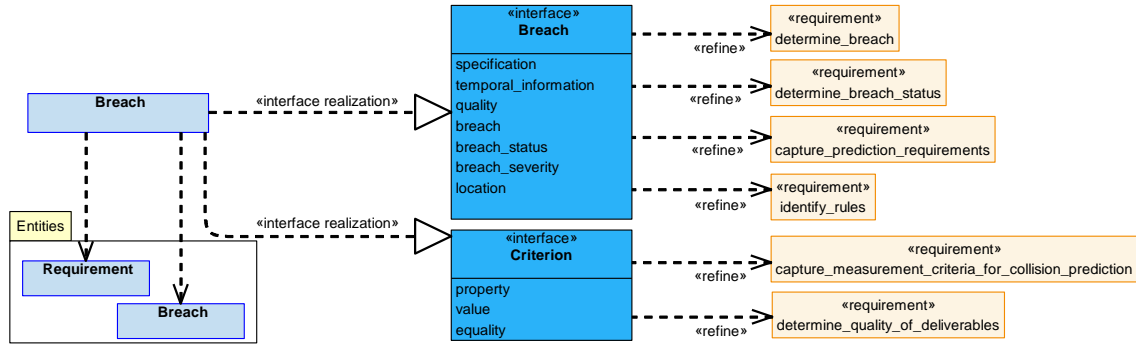 «interface»
Breach
specification
temporal_information
quality
breach
breach_status
breach_severity
location
«requirement»
determine_breach
«refine»
«requirement»
determine_breach_status
«refine»
«requirement»
capture_prediction_requirements
«refine»
«requirement»
identify_rules
«refine»
Breach
«interface realization»
«interface realization»
Entities
Requirement
Breach
«interface»
Criterion
property
value
equality
«requirement»
capture_measurement_criteria_for_collision_prediction
«refine»
«requirement»
determine_quality_of_deliverables
«refine»